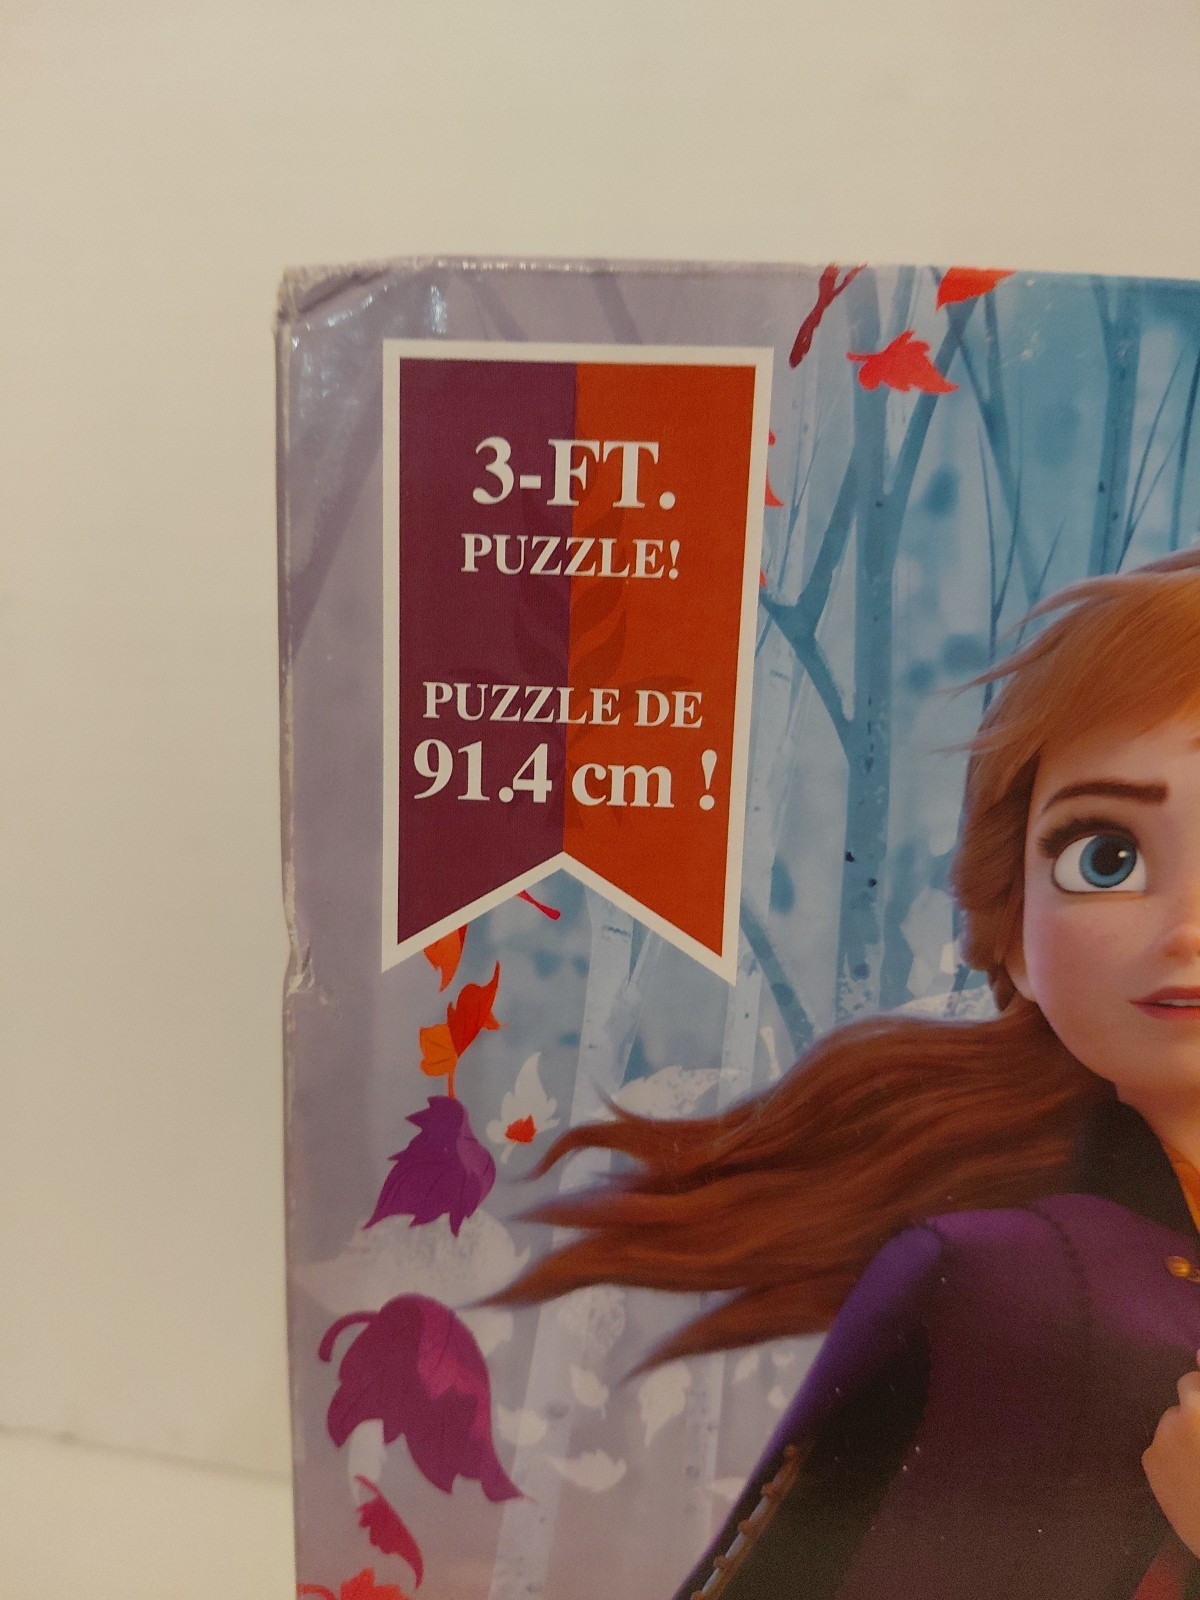 3-FT.
PUZZLE!
PUZZLE DE
91.4 cm !